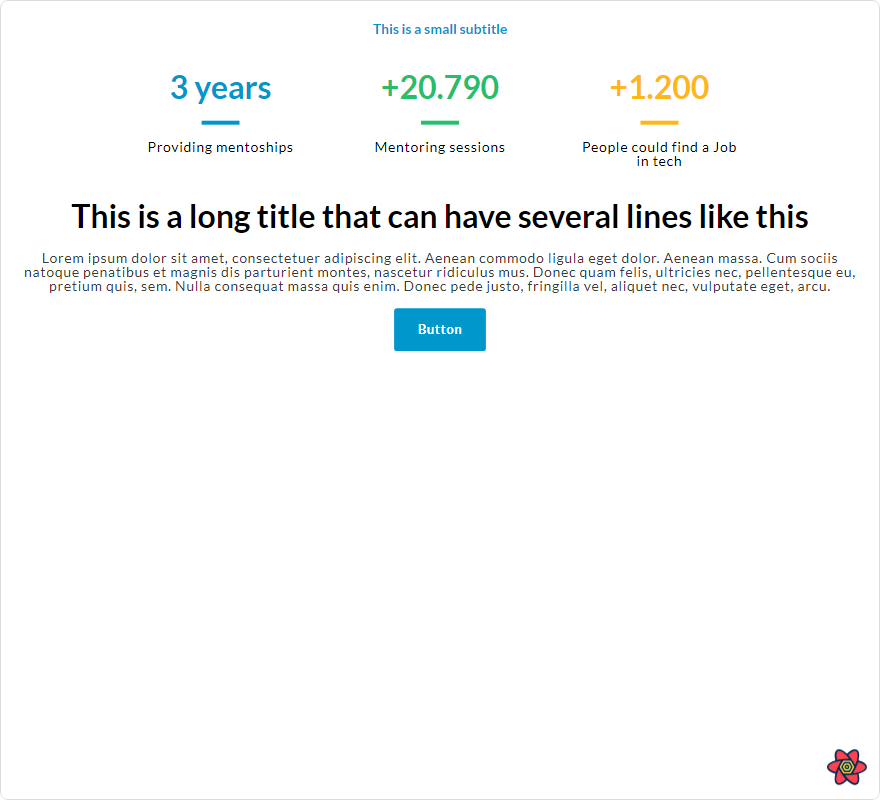 This is a small subtitle
3 years
+20.790
+1.200
Providing mentoships
Mentoring sessions
People could find a Job
in tech
This is a long title that can have several lines like this
Lorem ipsum dolor sit amet, consectetuer adipiscing elit. Aenean commodo ligula eget dolor. Aenean massa. Cum sociis
natoque penatibus et magnis dis parturient montes, nascetur ridiculus mus. Donec quam felis, ultricies nec, pellentesque eu,
pretium quis, sem. Nulla consequat massa quis enim. Donec pede justo, fringilla vel, aliquet nec, vulputate eget, arcu.
Button